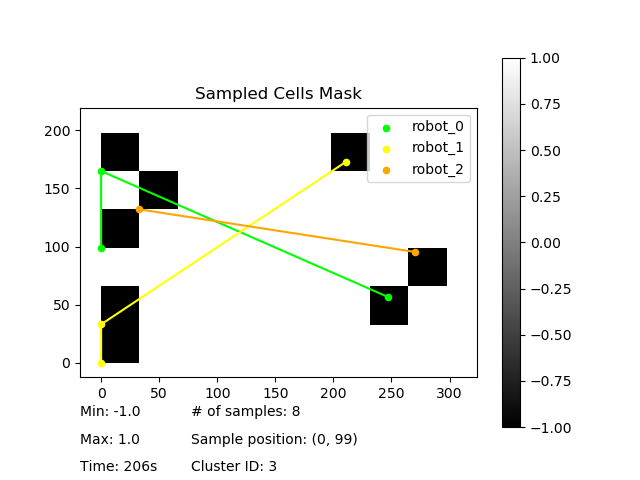 Sampled Cells Mask
robot_0
robot_1
robot_2
200
150
100
50
0
0 50 100 150 200 250 300
1.00
0.75
0.50
0.25
0.00
−0.25
−0.50
−0.75
−1.00
Min: -1.0 # of samples: 8
Max: 1.0 Sample position: (0, 99)
Time: 206s Cluster ID: 3